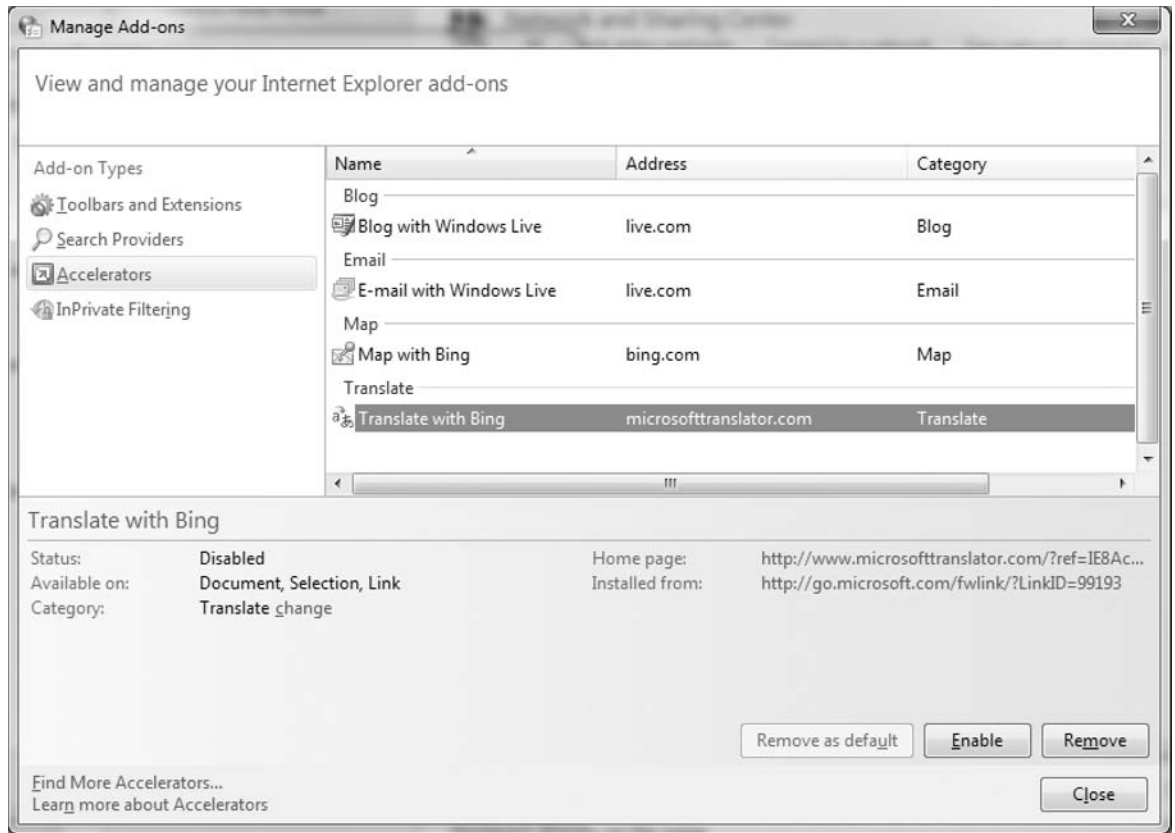 Manage Add-ons
Network and Sharing Center
View and manage your Internet Explorer add-ons
Add-on Types
Toolbars and Extensions
Search Providers
Accelerators
InPrivate Filtering
Name Address Category
Blog
Blog with Windows Live live.com Blog
Email
E-mail with Windows Live live.com Email
Map
Map with Bing bing.com Map
Translate
Translate with Bing microsofttranslator.com Translate
Translate with Bing
Status: Disabled Home page: http://www.microsofttranslator.com/?ref=IE8Ac...
Available on: Document, Selection, Link Installed from: http://go.microsoft.com/fwlink/?LinkID=99193
Category: Translate change
Remove as default Enable Remove
Find More Accelerators...
Learn more about Accelerators
Close